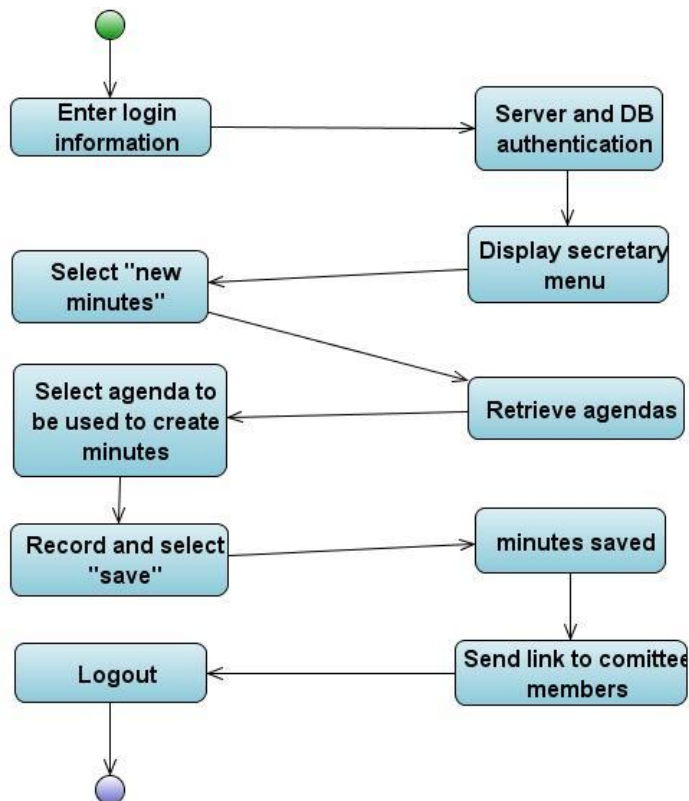 Enter login
information
Server and DB
authentication
Display secretary
menu
Select "new
minutes"
Retrieve agendas
Select agenda to
be used to create
minutes
Record and select
"save"
minutes saved
Send link to comittee
members
Logout